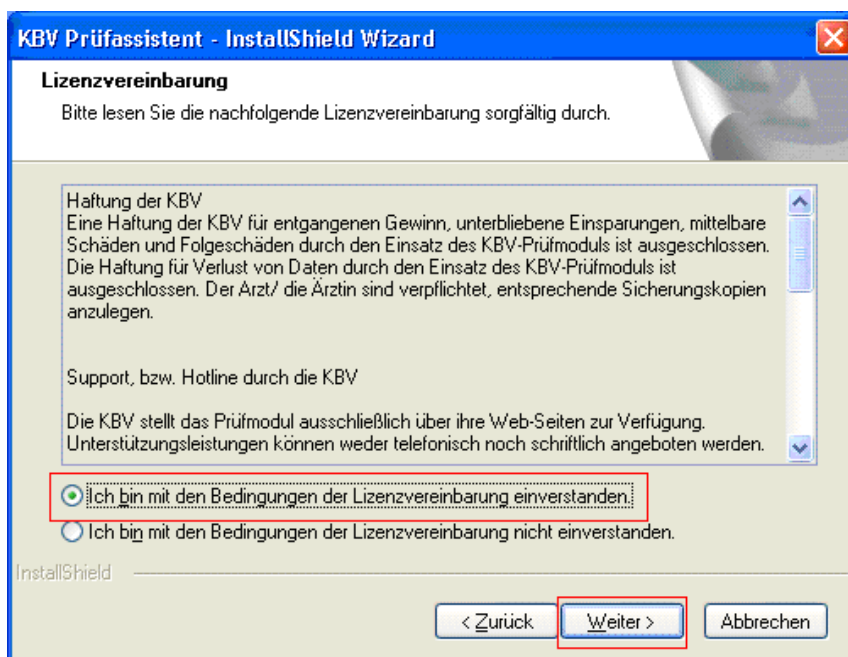 KBV Prüfassistent - InstallShield Wizard
Lizenzvereinbarung
Bitte lesen Sie die nachfolgende Lizenzvereinbarung sorgfältig durch.
Haftung der KBV
Eine Haftung der KBV für entgangenen Gewinn, unterbliebene Einsparungen, mittelbare
Schäden und Folgeschäden durch den Einsatz des KBV-Prüfmoduls ist ausgeschlossen.
Die Haftung für Verlust von Daten durch den Einsatz des KBV-Prüfmoduls ist
ausgeschlossen. Der Arzt/ die Ärztin sind verpflichtet, entsprechende Sicherungskopien
anzulegen.
Support, bzw. Hotline durch die KBV
Die KBV stellt das Prüfmodul ausschließlich über ihre Web-Seiten zur Verfügung.
Unterstützungsleistungen können weder telefonisch noch schriftlich angeboten werden.
Ich bin mit den Bedingungen der Lizenzvereinbarung einverstanden.
Ich bin mit den Bedingungen der Lizenzvereinbarung nicht einverstanden.
InstallShield
< Zurück Weiter > Abbrechen